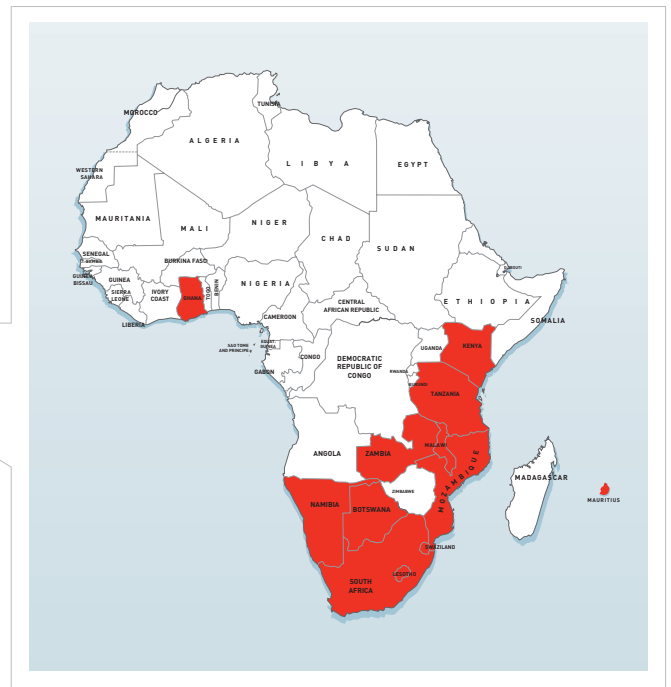 TUNISIA
MOROCCO
ALGERIA
LIBYA
EGYPT
WESTERN
SAHARA
MAURITANIA
MALI
NIGER
CHAD
SUDAN
SENEGAL
BURKINA FASO
DJIBOUTI
GUINEA
BISSAU
GUINEA
SIERRA
LEONE
IVORY
COAST
GHANA
TOGO
BENIN
NIGERIA
CENTRAL
AFRICAN REPUBLIC
ETHIOPIA
SOMALIA
LIBERIA
CAMEROON
SAO TOME
AND PRINCIPE
EQUAT
GUINEA
GABON
CONGO
DEMOCRATIC
REPUBLIC OF
CONGO
UGANDA
KENYA
RWANDA
BURUNDI
TANZANIA
ANGOLA
ZAMBIA
MALAWI
MOZAMBIQUE
ZIMBABWE
MADAGASCAR
MAURITIUS
NAMIBIA
BOTSWANA
SWAZILAND
LESOTHO
SOUTH
AFRICA